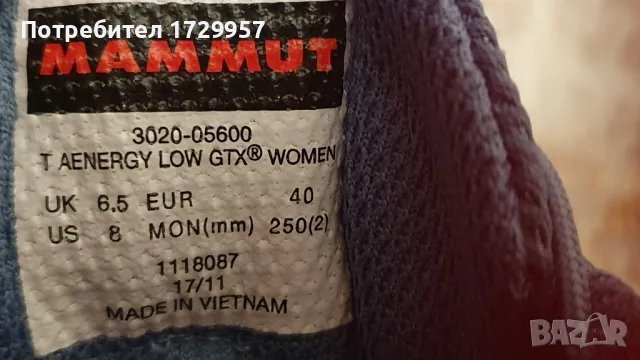 Потребител 1729957
MAMMUT
3020-05600
T AENERGY LOW GTX® WOMEN
UK 6.5 EUR 40
US 8 MON(mm) 250(2)
1118087
17/11
MADE IN VIETNAM
BAZAR